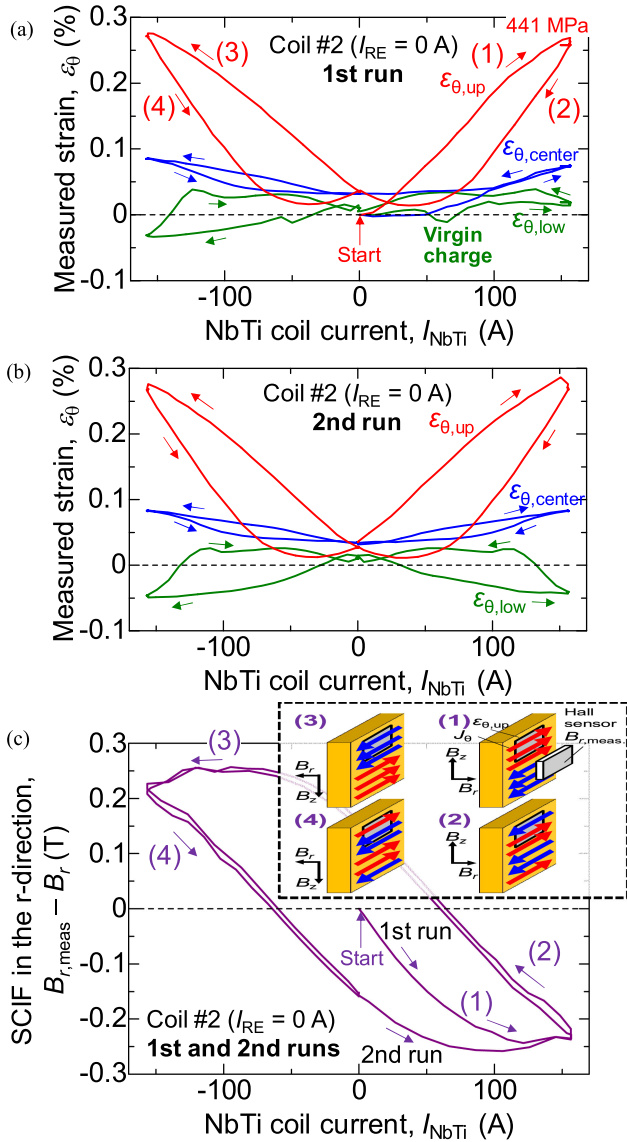 (a)
0.3
0.2
0.1
0
-0.1
Measured strain, εθ (%)
(3)
Coil #2 (IRE = 0 A)
1st run
(1)
441 MPa
εθ,up
(4)
(2)
εθ,center
εθ,low
Start
Virgin
charge
-100
0
100
NbTi coil current, INbTi (A)
(b)
0.3
0.2
0.1
0
-0.1
Measured strain, εθ (%)
Coil #2 (IRE = 0 A)
2nd run
εθ,up
εθ,center
εθ,low
-100
0
100
NbTi coil current, INbTi (A)
(c)
0.3
0.2
0.1
0
-0.1
-0.2
-0.3
SCIF in the r-direction,
Br,meas – Br (T)
(3)
(4)
(3)
Br
Bz
(1)
εθ,up
Jθ
Bz
Br
Hall
sensor
Br,meas.
(4)
Br
Bz
(2)
Bz
Br
1st run
Start
(1)
(2)
2nd run
Coil #2 (IRE = 0 A)
1st and 2nd runs
-100
0
100
NbTi coil current, INbTi (A)